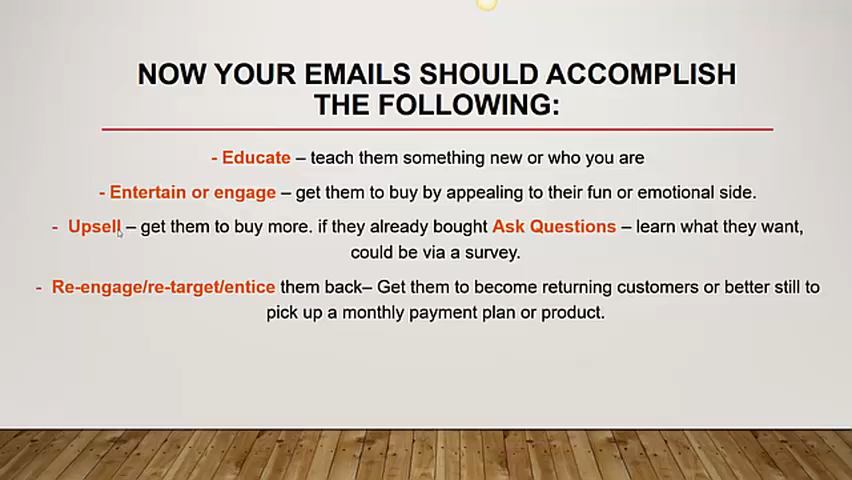 NOW YOUR EMAILS SHOULD ACCOMPLISH
THE FOLLOWING:
- Educate – teach them something new or who you are
- Entertain or engage – get them to buy by appealing to their fun or emotional side.
- Upsell – get them to buy more. if they already bought Ask Questions – learn what they want,
could be via a survey.
- Re-engage/re-target/entice them back– Get them to become returning customers or better still to
pick up a monthly payment plan or product.